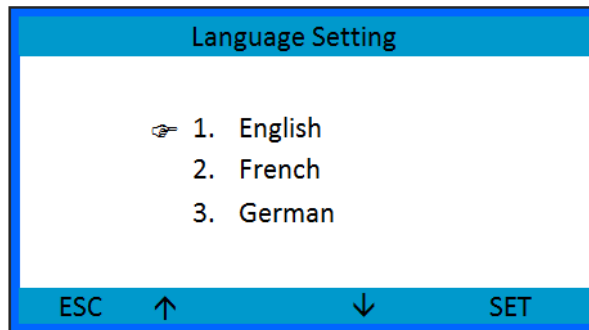 Language Setting
☞ 1. English
2. French
3. German
ESC ↑ ↓ SET